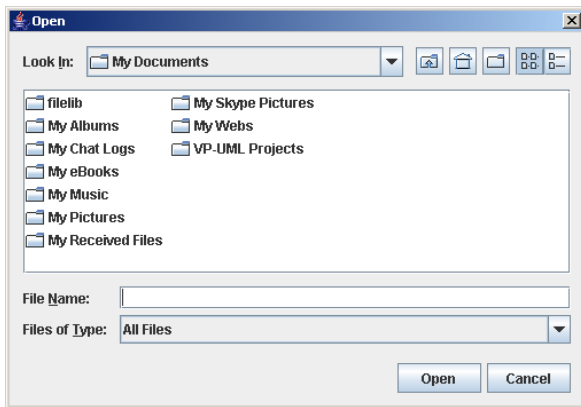 Open
Look In: My Documents
filelib
My Albums
My Chat Logs
My eBooks
My Music
My Pictures
My Received Files
My Skype Pictures
My Webs
VP-UML Projects
File Name:
Files of Type: All Files
Open Cancel